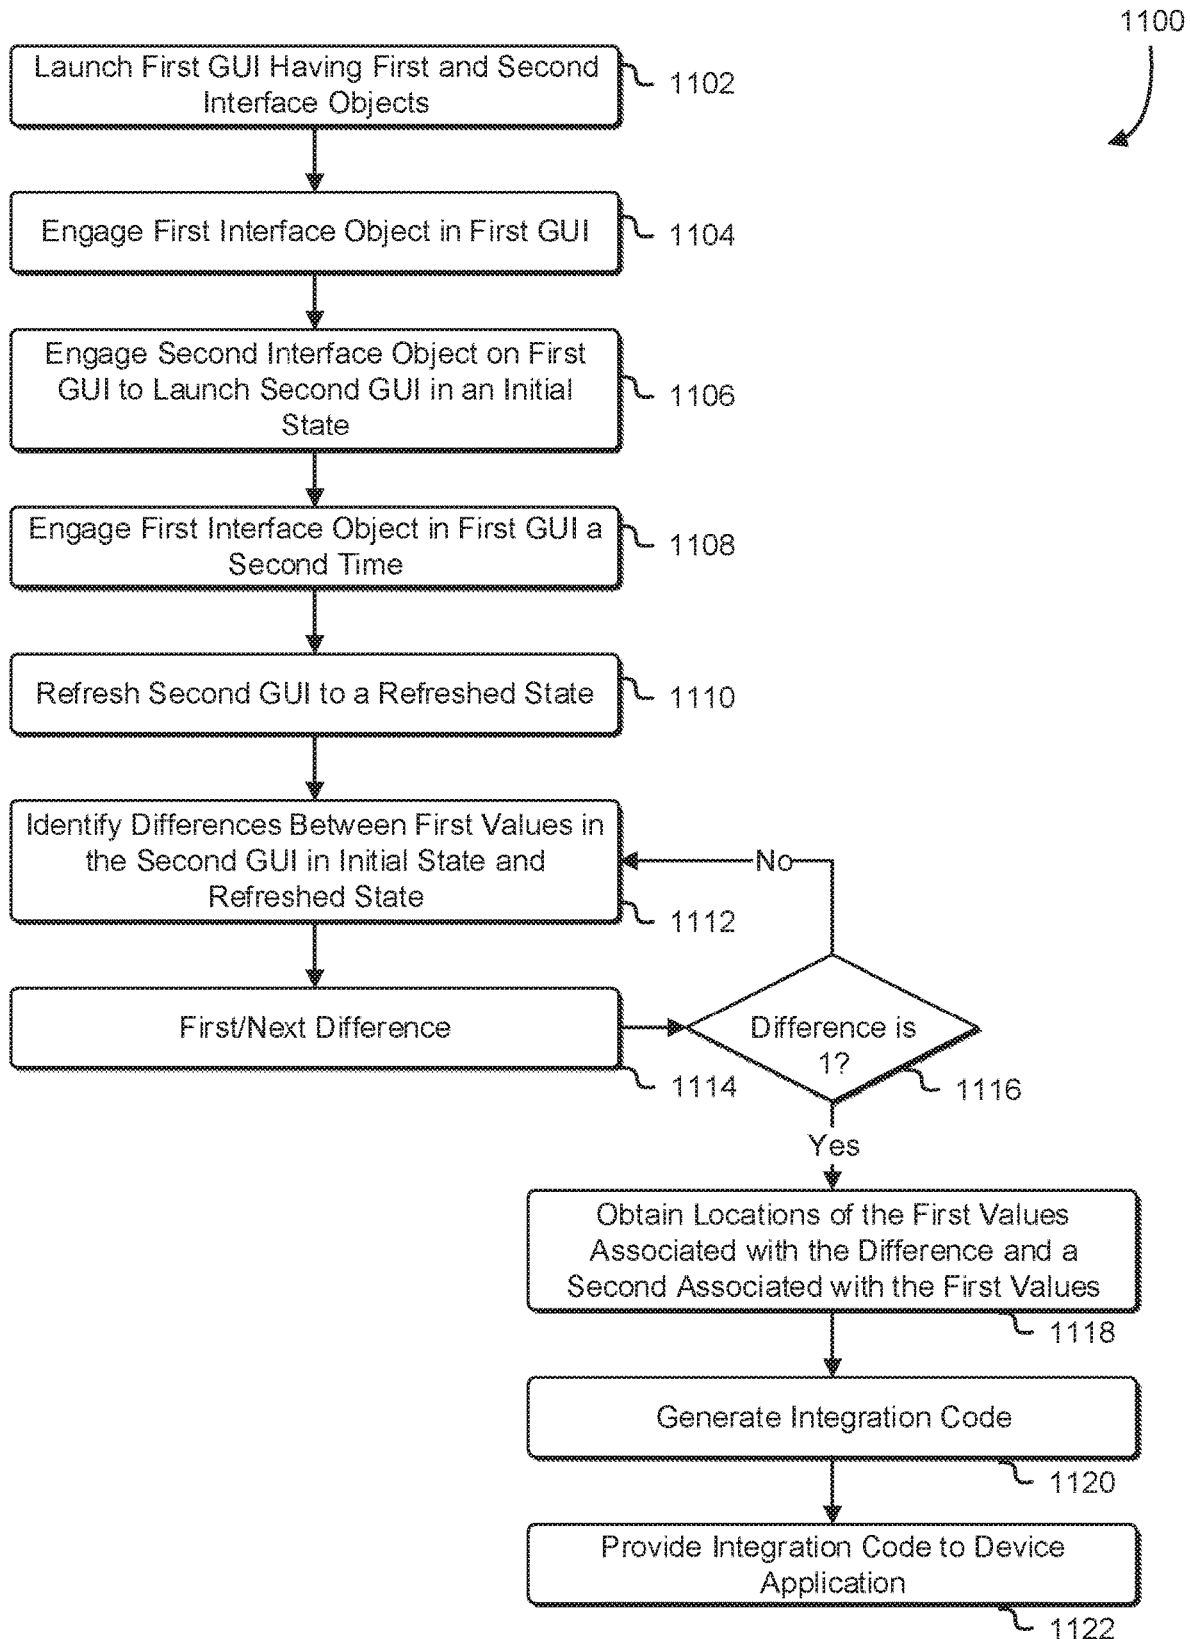 1100
Launch First GUI Having First and Second
Interface Objects
1102
Engage First Interface Object in First GUI
1104
Engage Second Interface Object on First
GUI to Launch Second GUI in an Initial
State
1106
Engage First Interface Object in First GUI a
Second Time
1108
Refresh Second GUI to a Refreshed State
1110
Identify Differences Between First Values in
the Second GUI in Initial State and
Refreshed State
1112
No
First/Next Difference
1114
Difference is
1?
1116
Yes
Obtain Locations of the First Values
Associated with the Difference and a
Second Associated with the First Values
1118
Generate Integration Code
1120
Provide Integration Code to Device
Application
1122